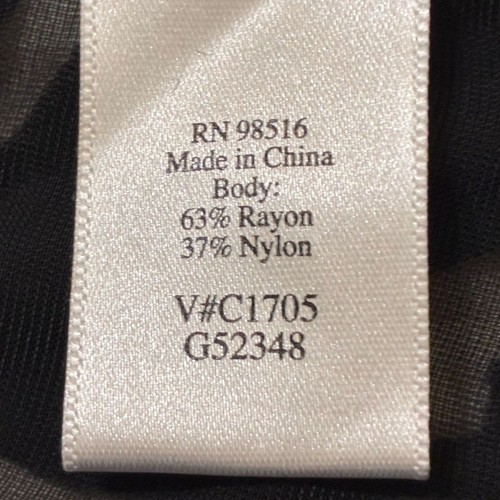 RN 98516
Made in China
Body:
63% Rayon
37% Nylon
V#C1705
G52348